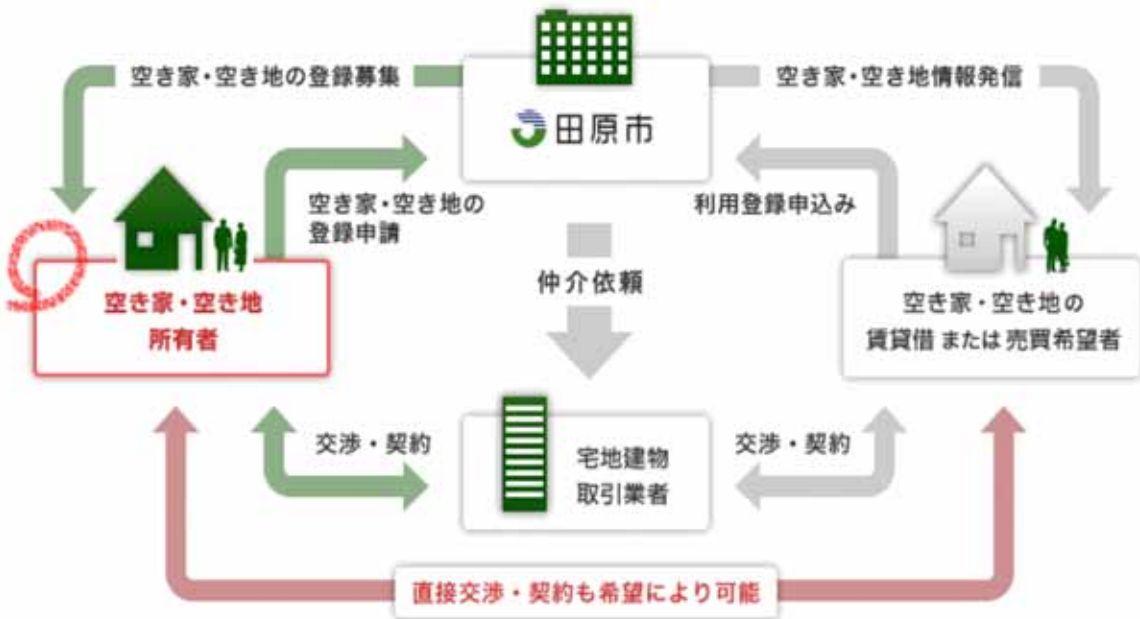 空き家・空き地の登録募集
空き家・空き地情報発信
田原市
空き家・空き地の
登録申請
利用登録申込み
仲介依頼
空き家・空き地
所有者
空き家・空き地の
賃貸借 または 売買希望者
交渉・契約
宅地建物
取引業者
交渉・契約
直接交渉・契約も希望により可能